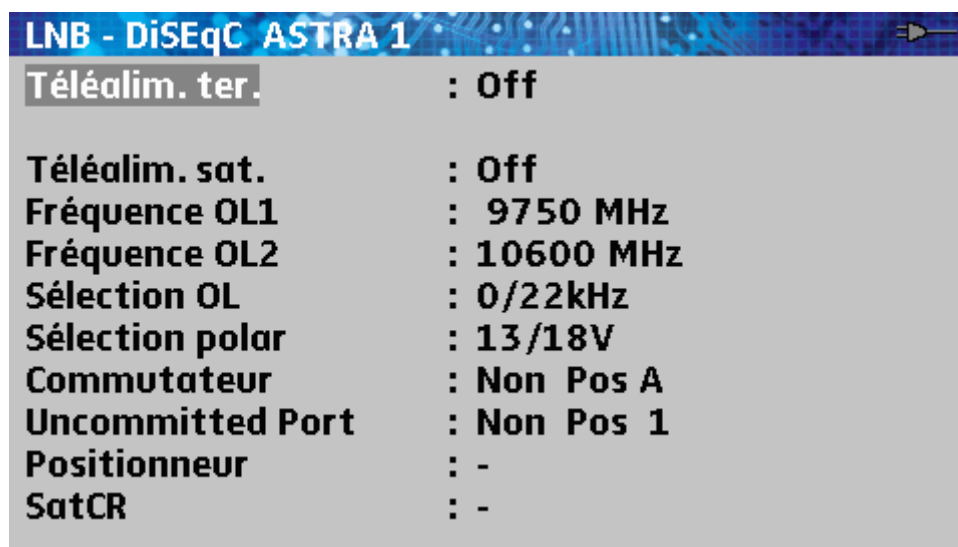 LNB - DiSEqC ASTRA 1
Téléalim. ter. : Off
Téléalim. sat. : Off
Fréquence OL1 : 9750 MHz
Fréquence OL2 : 10600 MHz
Sélection OL : 0/22kHz
Sélection polar : 13/18V
Commutateur : Non Pos A
Uncommitted Port : Non Pos 1
Positionneur : -
SatCR : -